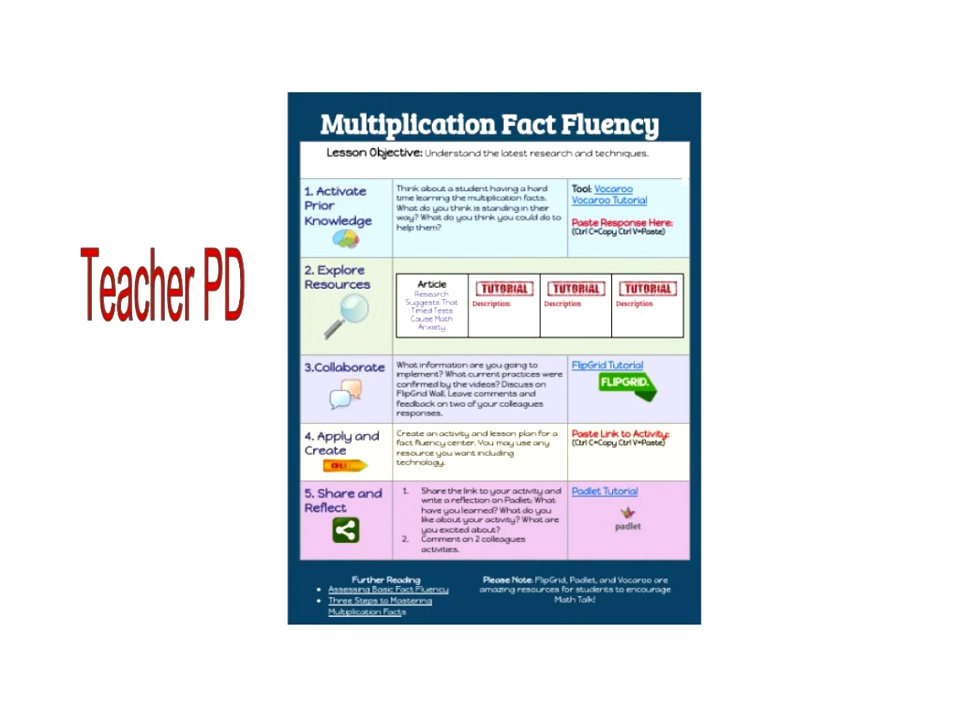 Teacher PD
Multiplication Fact Fluency
Lesson Objective: Understand the latest research and techniques.
1. Activate
Prior
Knowledge
Think about a student having a hard
time learning the multiplication facts.
What do you think is standing in their
way? What do you think you could do to
help them?
Tool: Vocaroo
Vocaroo Tutorial
Paste Response Here:
(Ctrl C=Copy Ctrl V=Paste)
2. Explore
Resources
Article
Research
Suggests That
Timed Tests
Cause Math
Anxiety
TUTORIAL
Description:
TUTORIAL
Description:
TUTORIAL
Description:
3.Collaborate
What information are you going to
implement? What current practices were
confirmed by the videos? Discuss on
FlipGrid Wall. Leave comments and
feedback on two of your colleagues
responses.
FlipGrid Tutorial
FLIPGRID.
4. Apply and
Create
Create an activity and lesson plan for a
fact fluency center. You may use any
resource you want including
technology.
Paste Link to Activity:
(Ctrl C=Copy Ctrl V=Paste)
5. Share and
Reflect
1. Share the link to your activity and
write a reflection on Padlet: What
have you learned? What do you
like about your activity? What are
you excited about?
2. Comment on 2 colleagues
activities.
Padlet Tutorial
padlet
Further Reading
• Assessing Basic Fact Fluency
• Three Steps to Mastering
Multiplication Facts
Please Note: FlipGrid, Padlet, and Vocaroo are
amazing resources for students to encourage
Math Talk!